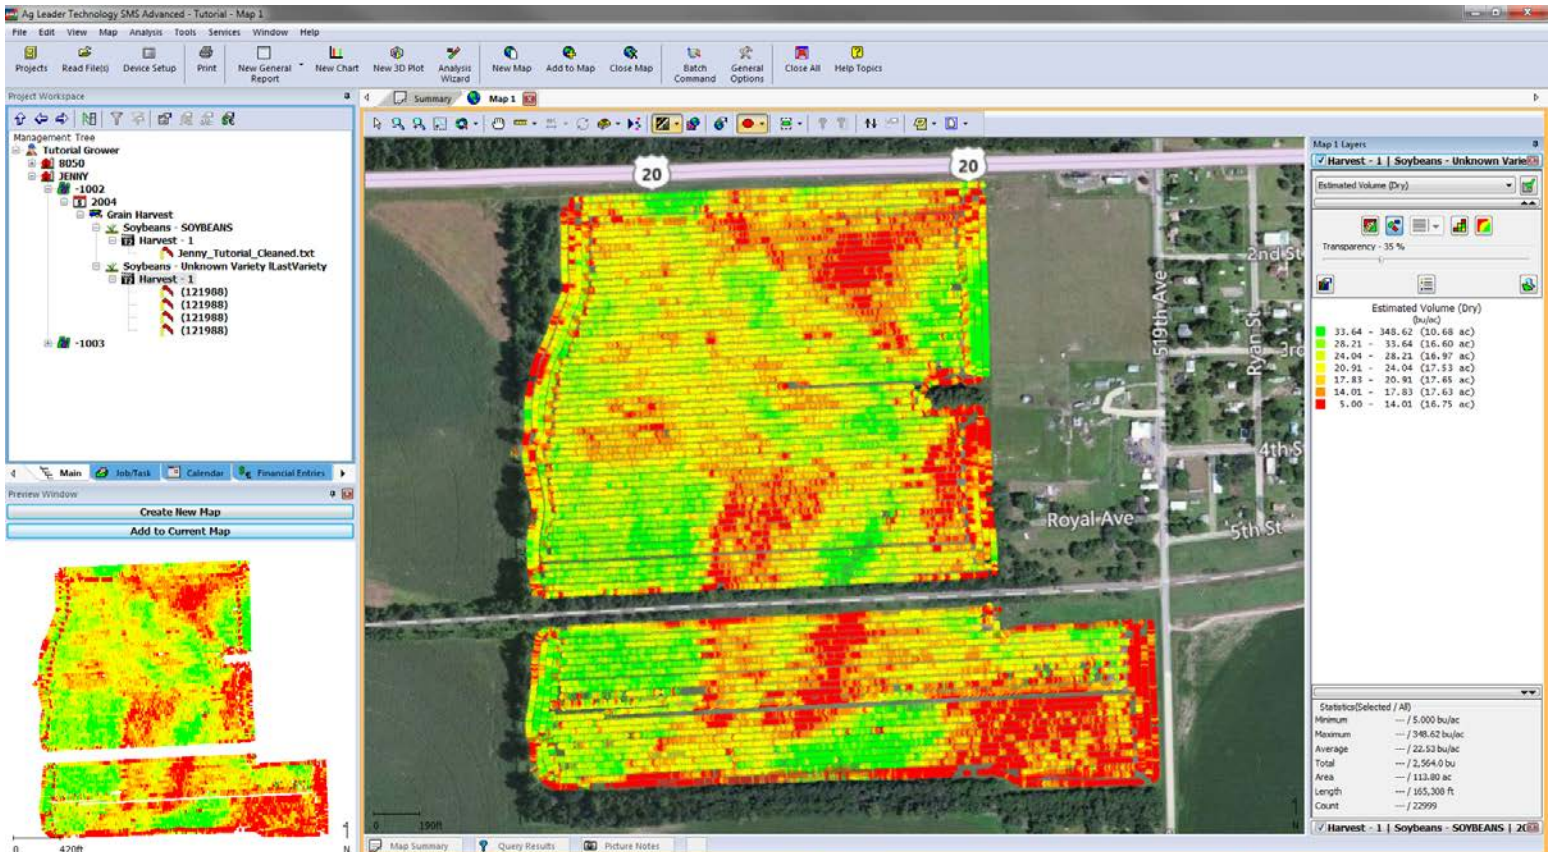 Ag Leader Technology SMS Advanced - Tutorial - Map 1
File Edit View Map Analysis Tools Services Window Help
Projects Read File(s) Device Setup Print New General Report New Chart New 3D Plot Analysis Wizard New Map Add to Map Close Map Batch Command General Options Close All Help Topics
Project Workspace
Summary Map 1
Management Tree
Tutorial Grower
8050
JENNY
-1002
2004
Grain Harvest
Soybeans - SOYBEANS
Harvest - 1
Jenny_Tutorial_Cleaned.txt
Soybeans - Unknown Variety lLastVariety
Harvest - 1
(121988)
(121988)
(121988)
(121988)
-1003
Main Job/Task Calendar Financial Entries
Preview Window
Create New Map
Add to Current Map
0 420ft
N
20
20
2nd St
519th Ave
Ryan St
3rd
4th S
Royal Ave
5th St
0 190ft
N
Map Summary Query Results Picture Notes
Map 1 Layers
Harvest - 1 | Soybeans - Unknown Varie
Estimated Volume (Dry)
Transparency - 35 %
Estimated Volume (Dry)
(bu/ac)
33.64 - 348.62 (10.68 ac)
28.21 - 33.64 (16.60 ac)
24.04 - 28.21 (16.97 ac)
20.91 - 24.04 (17.53 ac)
17.83 - 20.91 (17.65 ac)
14.01 - 17.83 (17.63 ac)
5.00 - 14.01 (16.75 ac)
Statistics(Selected / All)
Minimum --- / 5.000 bu/ac
Maximum --- / 348.62 bu/ac
Average --- / 22.53 bu/ac
Total --- / 2,564.0 bu
Area --- / 113.80 ac
Length --- / 165,308 ft
Count --- / 22999
Harvest - 1 | Soybeans - SOYBEANS | 20